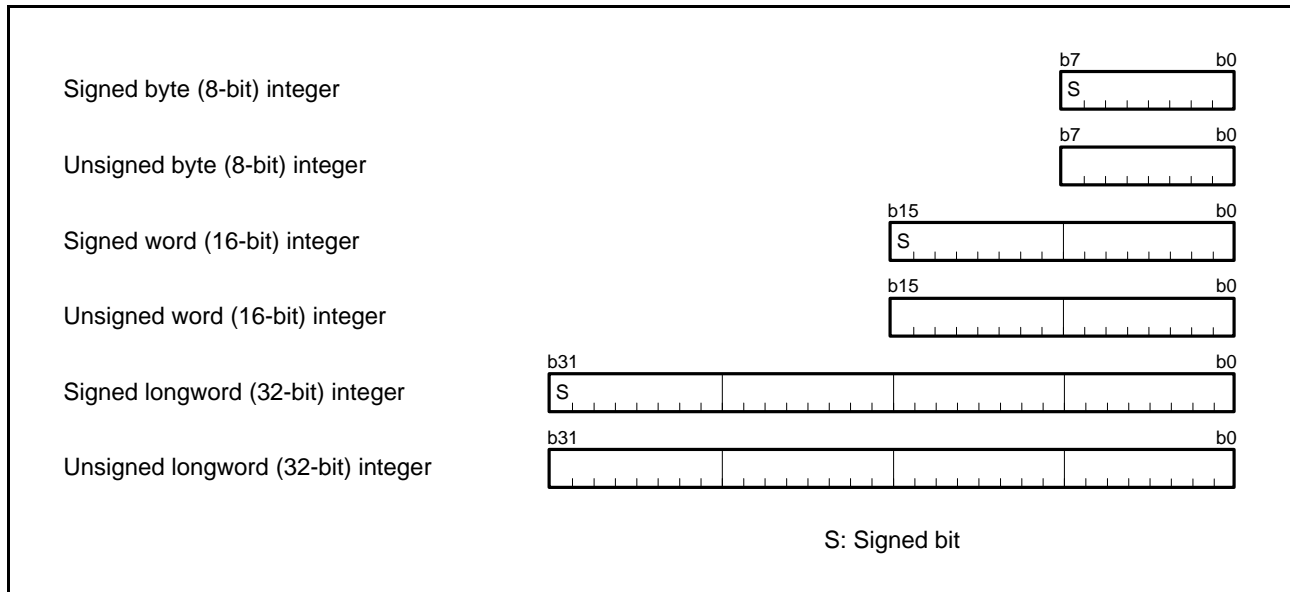 b7 b0
Signed byte (8-bit) integer S
b7 b0
Unsigned byte (8-bit) integer
b15 b0
Signed word (16-bit) integer S
b15 b0
Unsigned word (16-bit) integer
b31 b0
Signed longword (32-bit) integer S
b31 b0
Unsigned longword (32-bit) integer
S: Signed bit